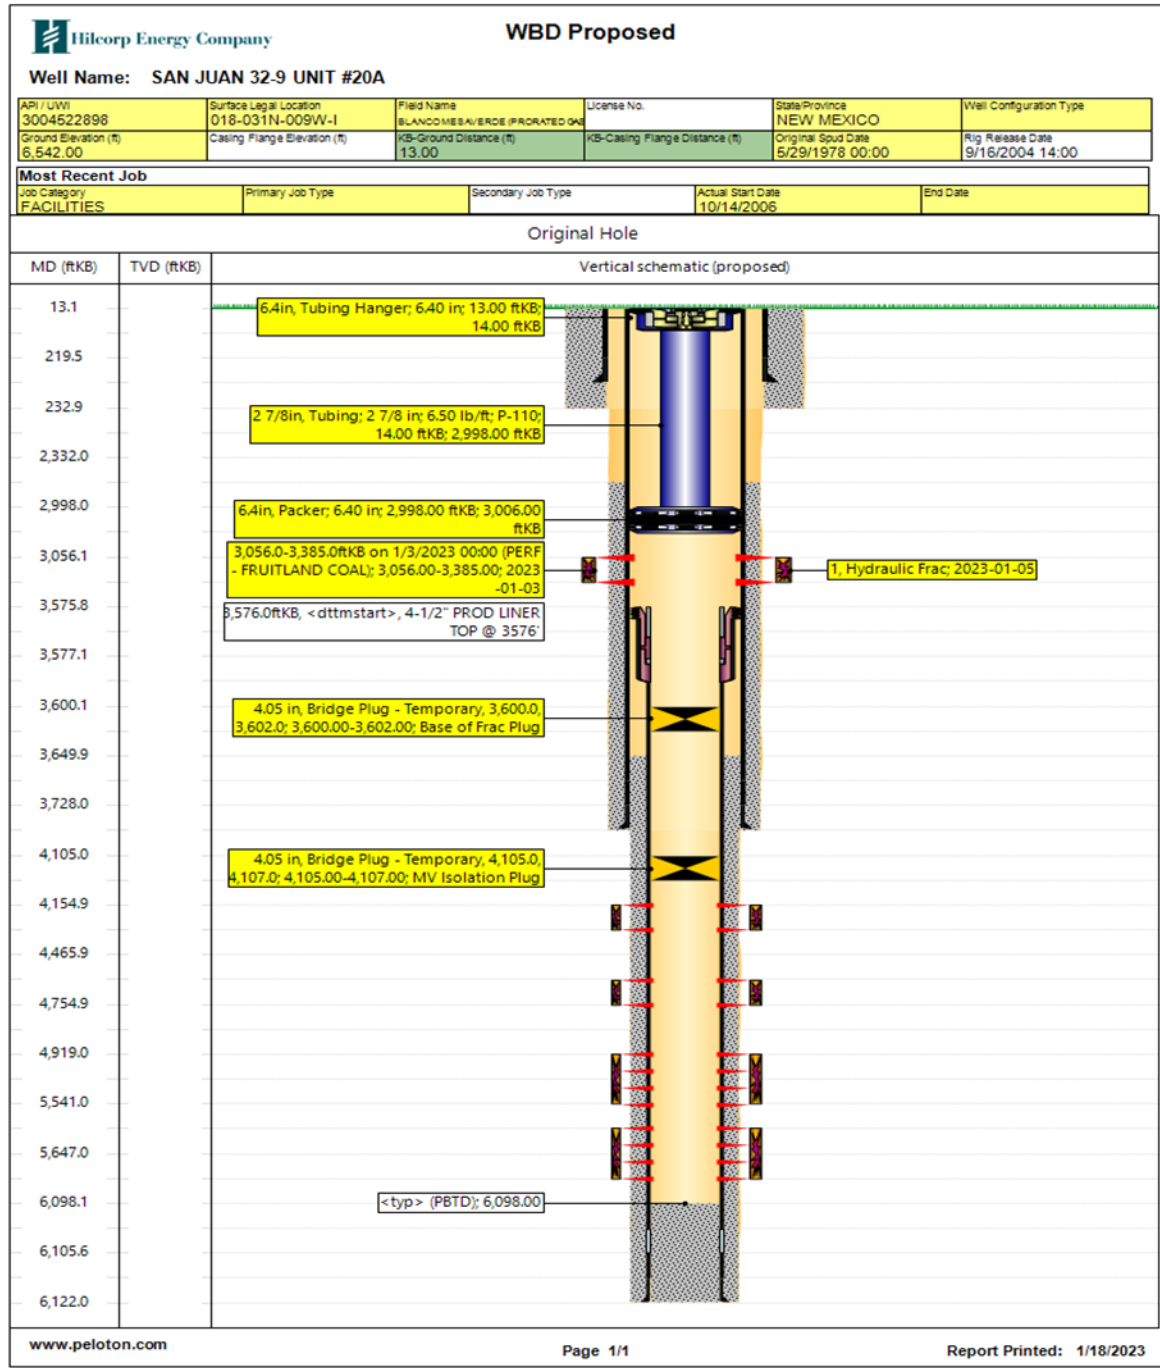 Hilcorp Energy Company
WBD Proposed
Well Name: SAN JUAN 32-9 UNIT #20A
API / UWI
3004522898
Surface Legal Location
018-031N-009W-I
Field Name
BLANCO MESAVERDE (PRORATED GAS
License No.
State/Province
NEW MEXICO
Well Configuration Type
Ground Elevation (ft)
6,542.00
Casing Flange Elevation (ft)
KB-Ground Distance (ft)
13.00
KB-Casing Flange Distance (ft)
Original Spud Date
5/29/1978 00:00
Rig Release Date
9/16/2004 14:00
Most Recent Job
Job Category
FACILITIES
Primary Job Type
Secondary Job Type
Actual Start Date
10/14/2006
End Date
Original Hole
MD (ftKB)
TVD (ftKB)
Vertical schematic (proposed)
13.1
6.4in, Tubing Hanger; 6.40 in; 13.00 ftKB;
14.00 ftKB
219.5
232.9
2 7/8in, Tubing; 2 7/8 in; 6.50 lb/ft; P-110;
14.00 ftKB; 2,998.00 ftKB
2,332.0
2,998.0
6.4in, Packer; 6.40 in; 2,998.00 ftKB; 3,006.00
ftKB
3,056.1
3,056.0-3,385.0ftKB on 1/3/2023 00:00 (PERF
- FRUITLAND COAL); 3,056.00-3,385.00; 2023
-01-03
1, Hydraulic Frac; 2023-01-05
3,575.8
3,576.0ftKB, <dttmstart>, 4-1/2" PROD LINER
TOP @ 3576'
3,577.1
3,600.1
4.05 in, Bridge Plug - Temporary, 3,600.0,
3,602.0; 3,600.00-3,602.00; Base of Frac Plug
3,649.9
3,728.0
4,105.0
4.05 in, Bridge Plug - Temporary, 4,105.0,
4,107.0; 4,105.00-4,107.00; MV Isolation Plug
4,154.9
4,465.9
4,754.9
4,919.0
5,541.0
5,647.0
6,098.1
<typ> (PBTD); 6,098.00
6,105.6
6,122.0
www.peloton.com
Page 1/1
Report Printed: 1/18/2023